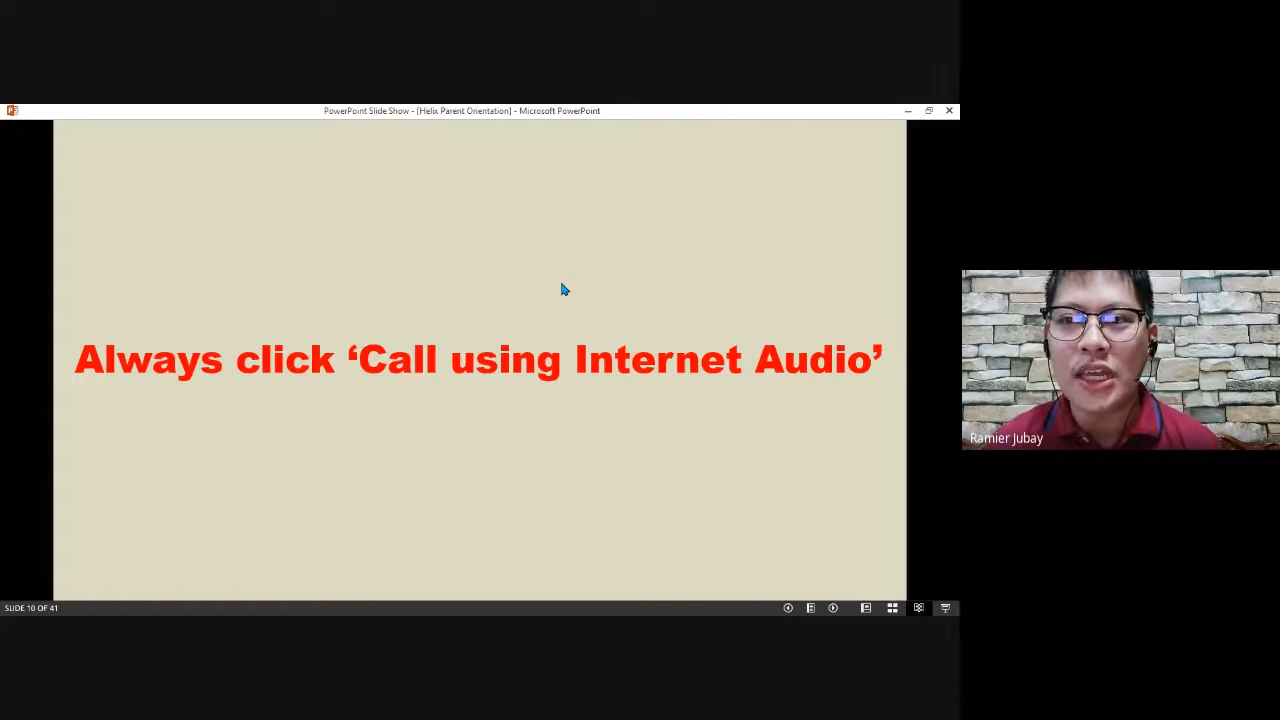 PowerPoint Slide Show - [Helix Parent Orientation] - Microsoft PowerPoint
Always click ‘Call using Internet Audio’
Ramier Jubay
SLIDE 10 OF 41